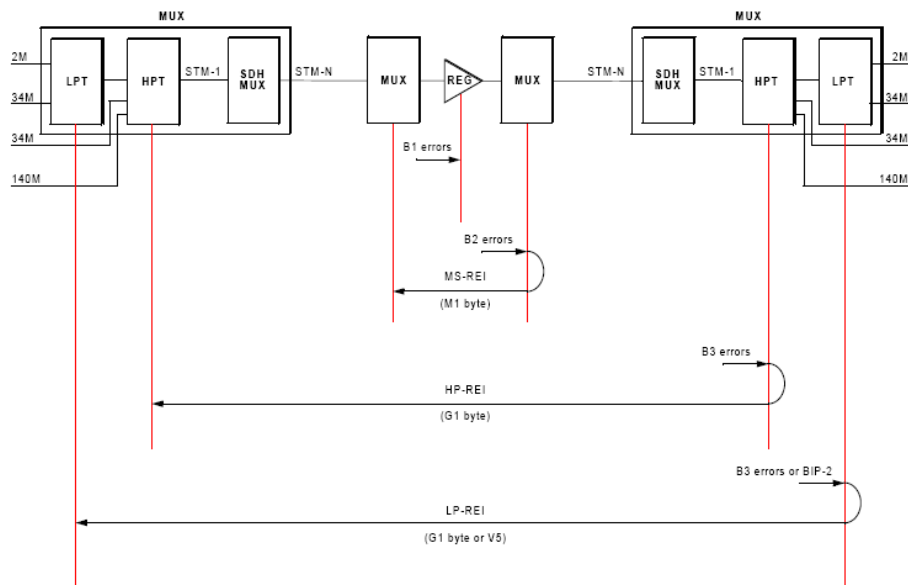 MUX
MUX
2M
LPT
HPT
STM-1
SDH MUX
STM-N
MUX
REG
MUX
STM-N
SDH MUX
STM-1
HPT
LPT
2M
34M
34M
34M
34M
140M
140M
B1 errors
B2 errors
MS-REI
(M1 byte)
B3 errors
HP-REI
(G1 byte)
B3 errors or BIP-2
LP-REI
(G1 byte or V5)